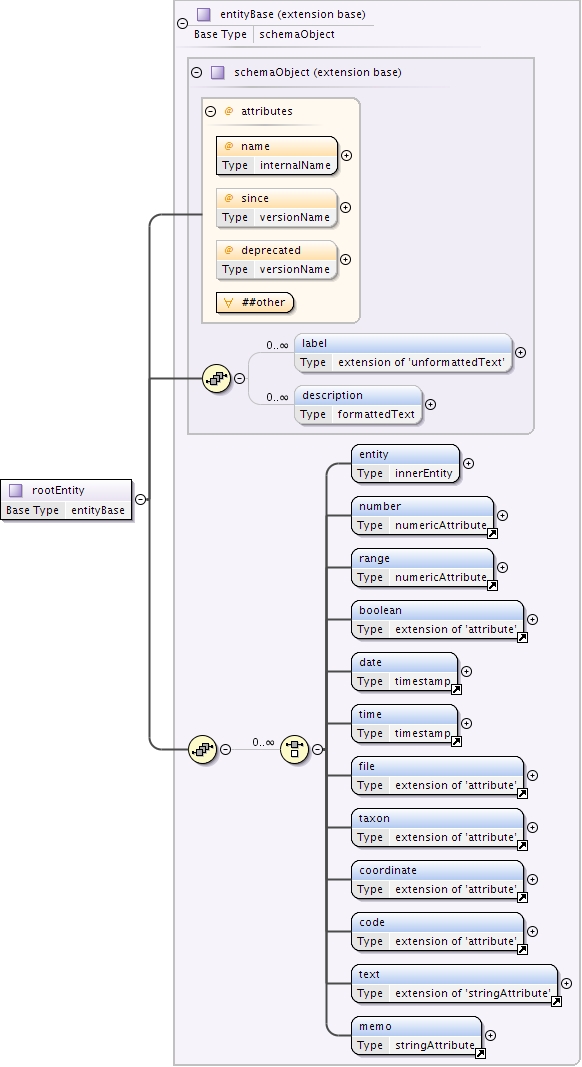 entityBase (extension base)
Base Type schemaObject
schemaObject (extension base)
@ attributes
@ name
Type internalName
@ since
Type versionName
@ deprecated
Type versionName
∀ ##other
0..∞
label
Type extension of 'unformattedText'
0..∞
description
Type formattedText
rootEntity
Base Type entityBase
0..∞
entity
Type innerEntity
number
Type numericAttribute
range
Type numericAttribute
boolean
Type extension of 'attribute'
date
Type timestamp
time
Type timestamp
file
Type extension of 'attribute'
taxon
Type extension of 'attribute'
coordinate
Type extension of 'attribute'
code
Type extension of 'attribute'
text
Type extension of 'stringAttribute'
memo
Type stringAttribute